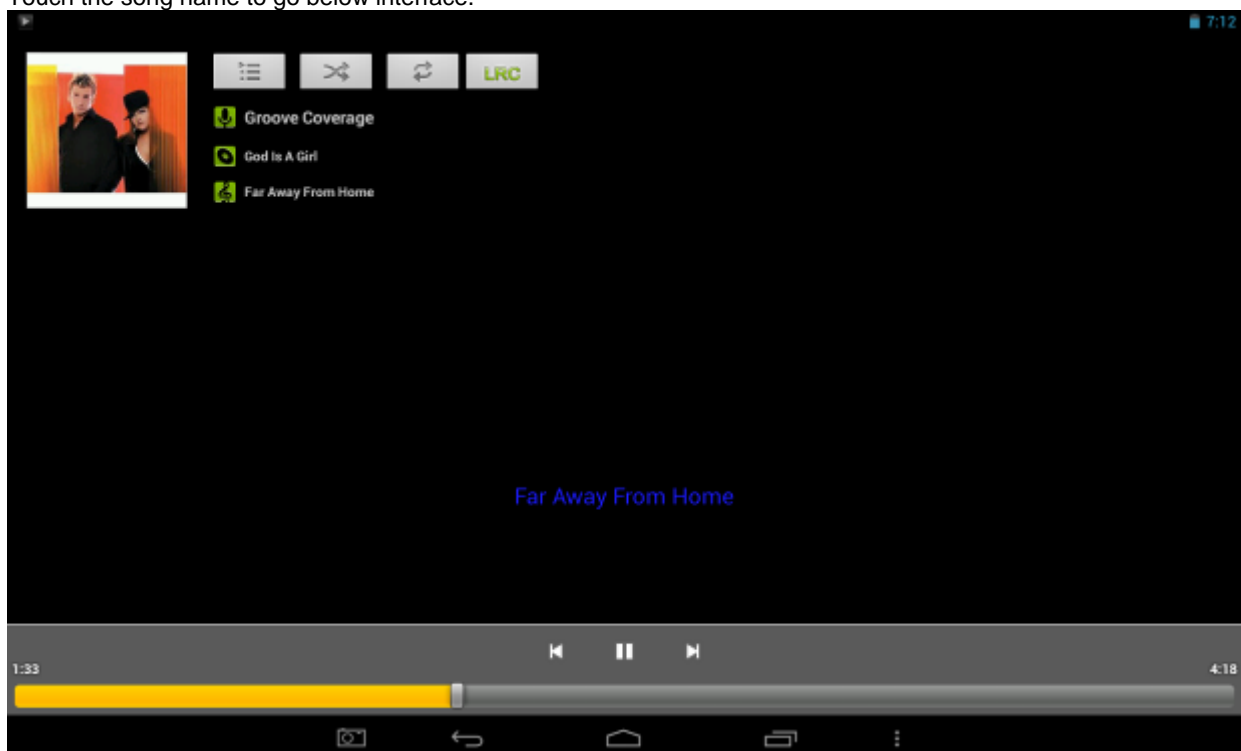 Touch the song name to go below interface.
7:12
LRC
Groove Coverage
God Is A Girl
Far Away From Home
Far Away From Home
1:33
4:18